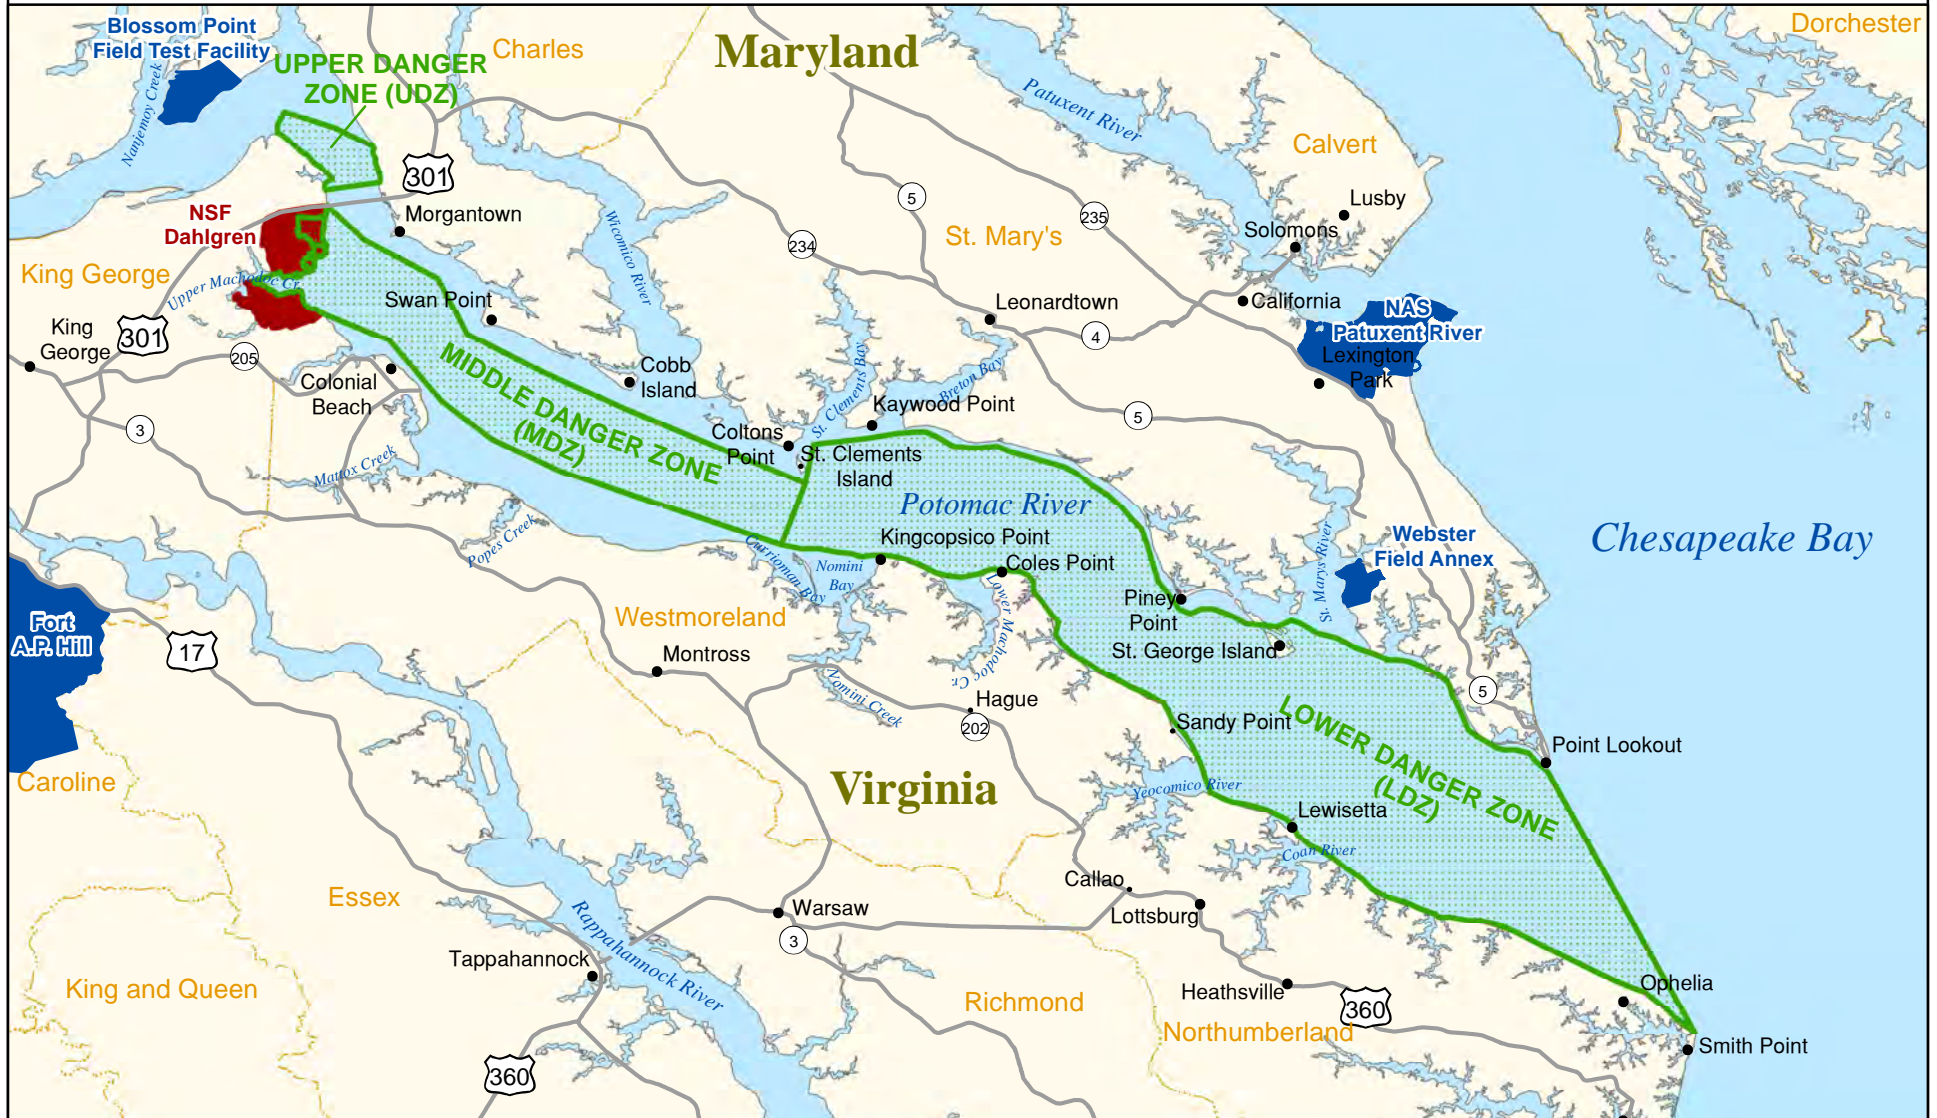 Blossom Point
Field Test Facility
UPPER DANGER
ZONE (UDZ)
Charles
Maryland
Dorchester
Nanjemoy Creek
Patuxent River
Calvert
301
5
235
Lusby
NSF
Dahlgren
Morgantown
Wicomico River
234
St. Mary's
Solomons
King George
Upper Machodoc Cr.
Swan Point
Leonardtown
California
NAS
Patuxent River
King
George
301
205
4
Lexington
Park
Colonial
Beach
MIDDLE DANGER ZONE
(MDZ)
Cobb
Island
St. Clements Bay
Breton Bay
Kaywood Point
5
3
Coltons
Point
St. Clements
Island
Mattox Creek
Potomac River
Popes Creek
Kingcopsico Point
Chesapeake Bay
Currioman Bay
Nomini
Bay
Coles Point
St. Marys River
Webster
Field Annex
Lower Machodoc Cr.
Piney
Point
Fort
A.P. Hill
17
Westmoreland
Montross
St. George Island
Nomini Creek
Hague
202
5
Sandy Point
LOWER DANGER ZONE
(LDZ)
Point Lookout
Caroline
Virginia
Yeocomico River
Lewisetta
Coan River
Essex
Callao
Warsaw
Lottsburg
3
Rappahannock River
Tappahannock
King and Queen
Richmond
Heathsville
360
Ophelia
Northumberland
Smith Point
360